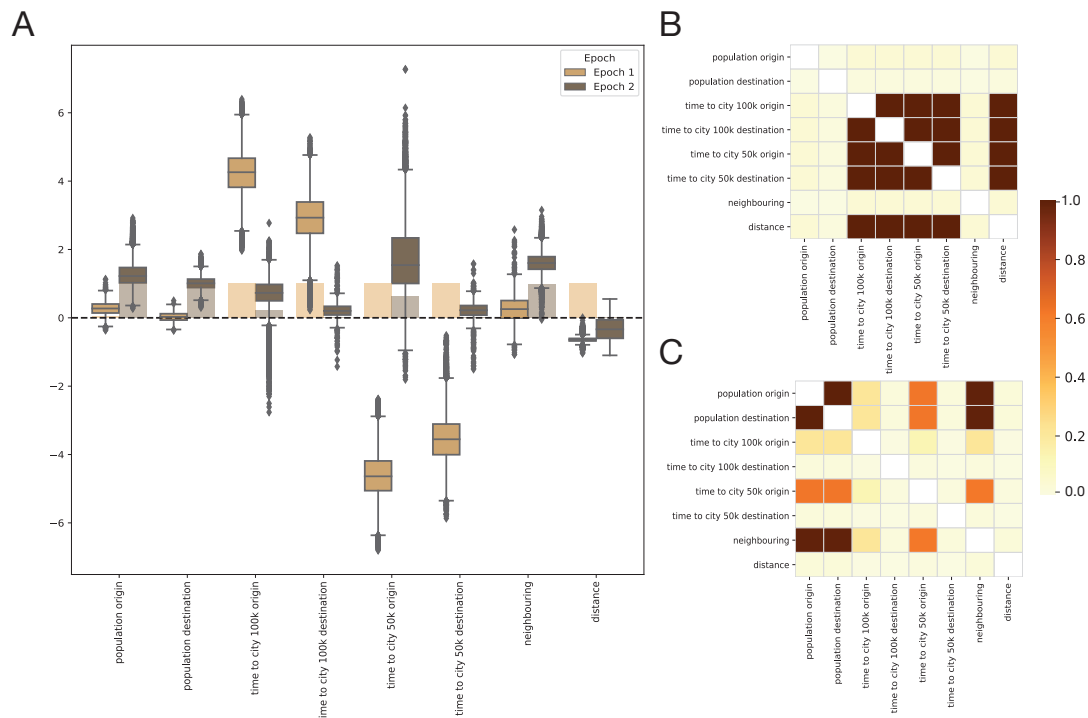 A
Epoch
Epoch 1
Epoch 2
6
4
2
0
−2
−4
−6
population origin
population destination
time to city 100k origin
ime to city 100k destination
time to city 50k origin
time to city 50k destination
neighbouring
distance
B
population origin
population destination
time to city 100k origin
time to city 100k destination
time to city 50k origin
time to city 50k destination
neighbouring
distance
population origin
population destination
time to city 100k origin
time to city 100k destination
time to city 50k origin
time to city 50k destination
neighbouring
distance
1.0
0.8
0.6
0.4
0.2
0.0
C
population origin
population destination
time to city 100k origin
time to city 100k destination
time to city 50k origin
time to city 50k destination
neighbouring
distance
population origin
population destination
time to city 100k origin
time to city 100k destination
time to city 50k origin
time to city 50k destination
neighbouring
distance